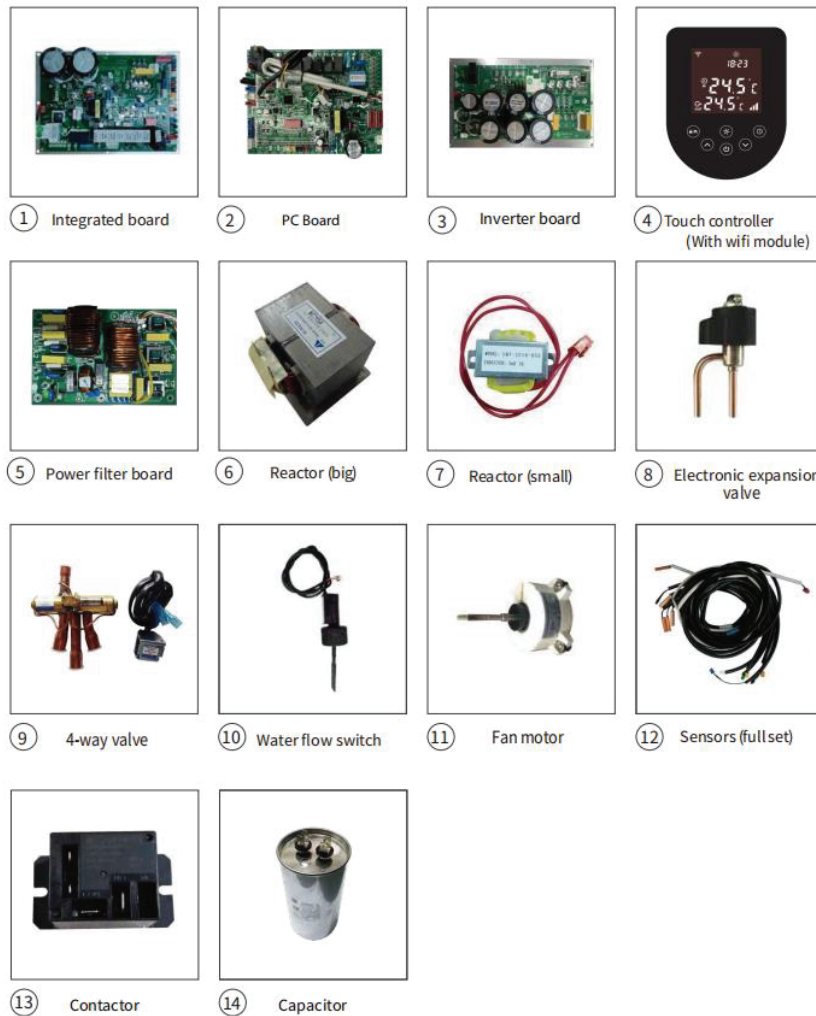 18:23
24.5°C
24.5°C
1 Integrated board
2 PC Board
3 Inverter board
4 Touch controller
(With wifi module)
5 Power filter board
6 Reactor (big)
7 Reactor (small)
8 Electronic expansion
valve
9 4-way valve
10 Water flow switch
11 Fan motor
12 Sensors (full set)
13 Contactor
14 Capacitor